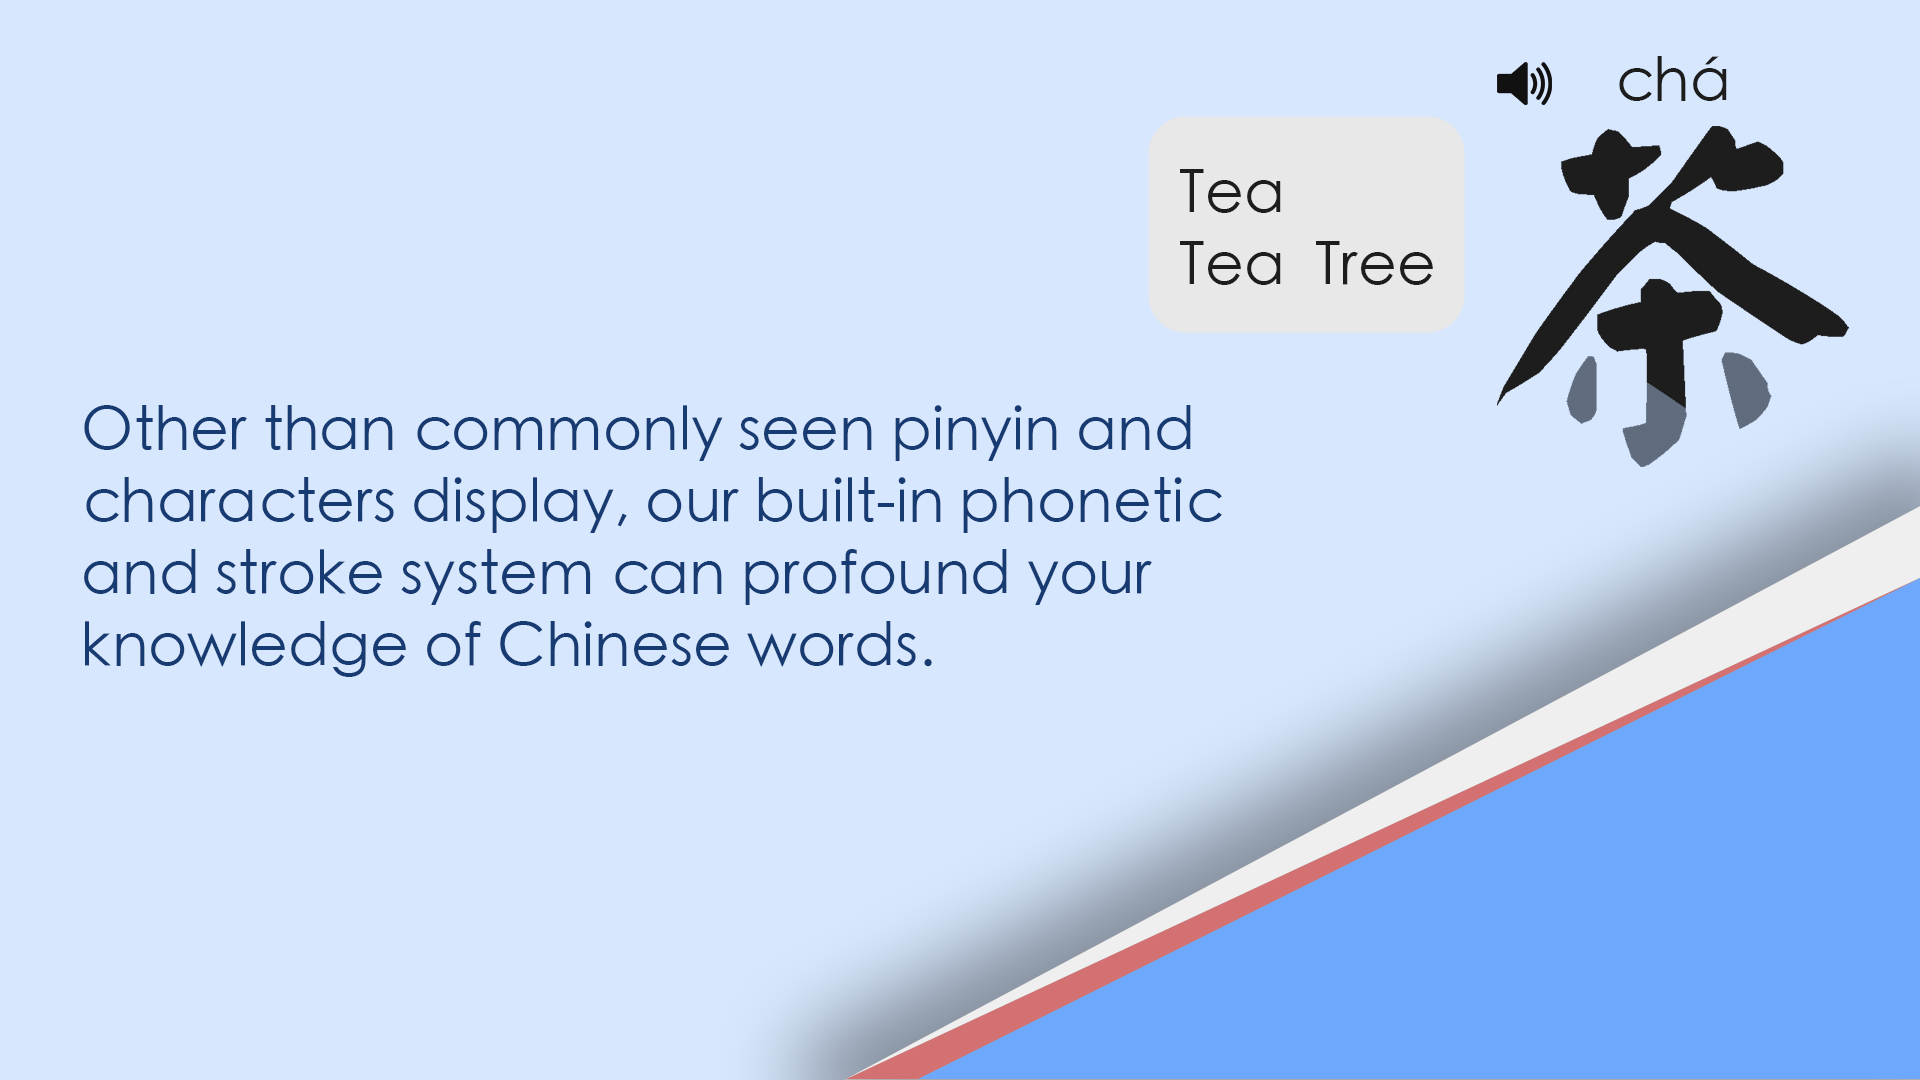 chá
茶
Tea
Tea Tree
Other than commonly seen pinyin and
characters display, our built-in phonetic
and stroke system can profound your
knowledge of Chinese words.